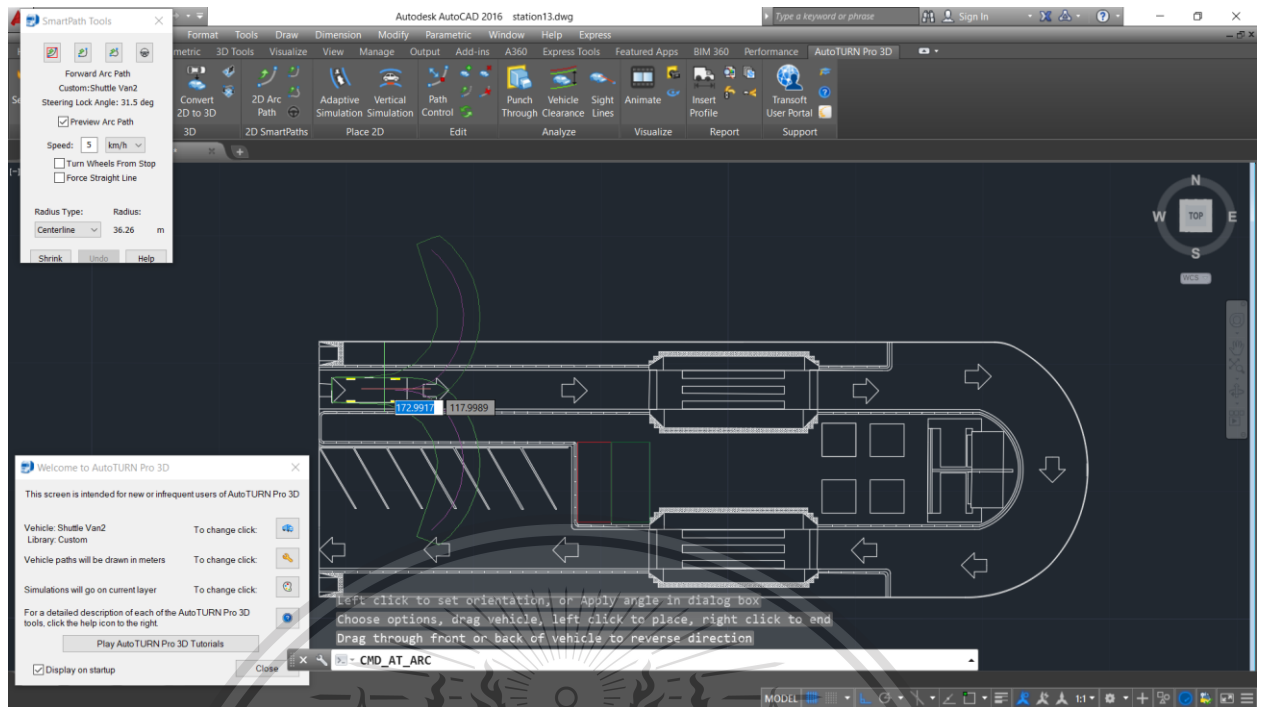 SmartPath Tools
Forward Arc Path
Custom:Shuttle Van2
Steering Lock Angle: 31.5 deg
Preview Arc Path
Speed: 5 km/h
Turn Wheels From Stop
Force Straight Line
Radius Type: Radius:
Centerline 36.26 m
Shrink Undo Help
Autodesk AutoCAD 2016 station13.dwg
Type a keyword or phrase
Sign In
Format Tools Draw Dimension Modify Parametric Window Help Express
metric 3D Tools Visualize View Manage Output Add-ins A360 Express Tools Featured Apps BIM 360 Performance AutoTURN Pro 3D
Convert 2D Arc Adaptive Vertical Path Punch Vehicle Sight Animate Insert Transoft
2D to 3D Path Simulation Simulation Control Through Clearance Lines Profile User Portal
3D 2D SmartPaths Place 2D Edit Analyze Visualize Report Support
N
W TOP E
S
WCS
172.9917 117.9989
Welcome to AutoTURN Pro 3D
This screen is intended for new or infrequent users of AutoTURN Pro 3D
Vehicle: Shuttle Van2 To change click:
Library: Custom
Vehicle paths will be drawn in meters To change click:
Simulations will go on current layer To change click:
For a detailed description of each of the AutoTURN Pro 3D
tools, click the help icon to the right.
Play AutoTURN Pro 3D Tutorials
Display on startup Close
Left click to set orientation, or Apply angle in dialog box
Choose options, drag vehicle, left click to place, right click to end
Drag through front or back of vehicle to reverse direction
CMD_AT_ARC
MODEL 1:1